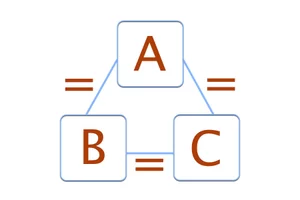 A
= =
B = C